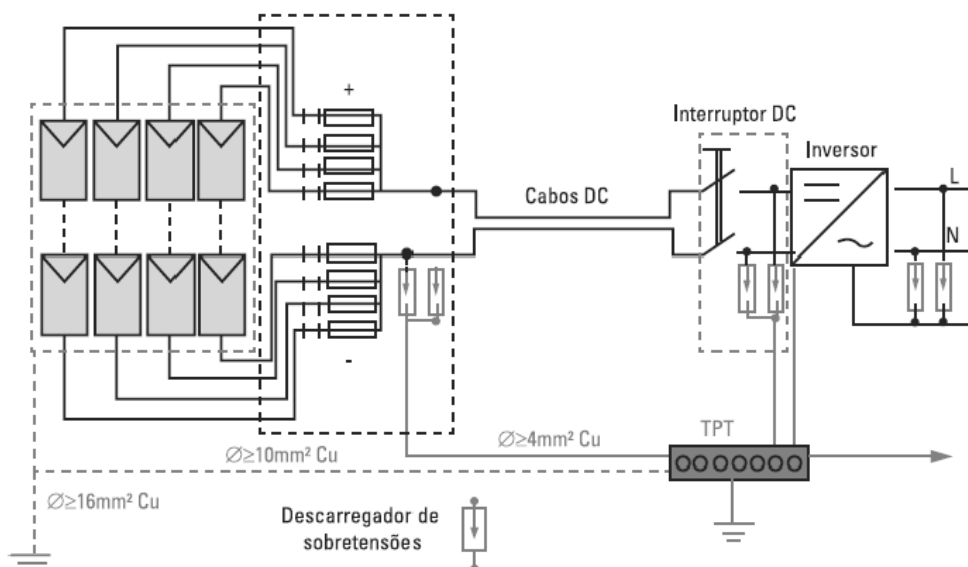 +
Interruptor DC
Inversor
L
Cabos DC
N
-
TPT
Ø≥4mm² Cu
Ø≥10mm² Cu
Ø≥16mm² Cu
Descarregador de
sobretensões